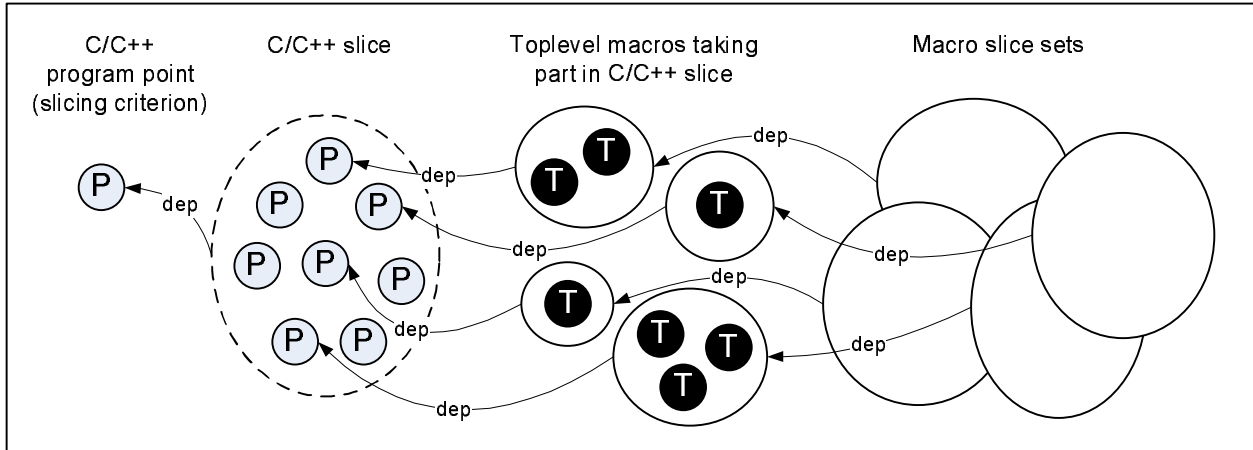 C/C++
program point
(slicing criterion)
C/C++ slice
Toplevel macros taking
part in C/C++ slice
Macro slice sets
P
dep
P
P
P
P
P
P
P
P
dep
dep
dep
dep
T
T
T
T
T
T
T
dep
dep
dep
dep